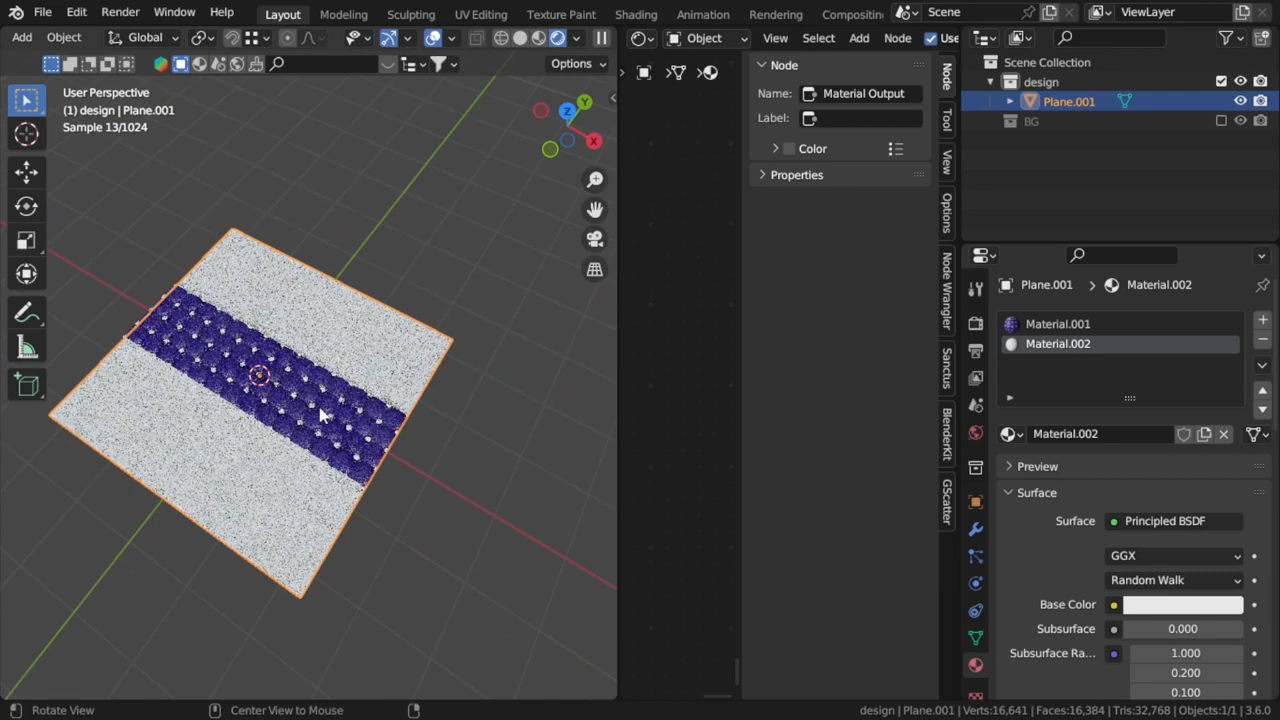 File Edit Render Window Help Layout Modeling Sculpting UV Editing Texture Paint Shading Animation Rendering Compositin Scene ViewLayer
Add Object Global Object View Select Add Node Use
Options
User Perspective
(1) design | Plane.001
Sample 13/1024
Z
Y
X
Node
Name: Material Output
Label:
Color
Properties
Node
Tool
View
Options
Node Wrangler
Sanctus
BlenderKit
GScatter
Scene Collection
design
Plane.001
BG
Plane.001 Material.002
Material.001
Material.002
Material.002
Preview
Surface
Surface Principled BSDF
GGX
Random Walk
Base Color
Subsurface 0.000
Subsurface Ra... 1.000
0.200
0.100
Rotate View Center View to Mouse design | Plane.001 | Verts:16,641 | Faces:16,384 | Tris:32,768 | Objects:1/1 | 3.6.0